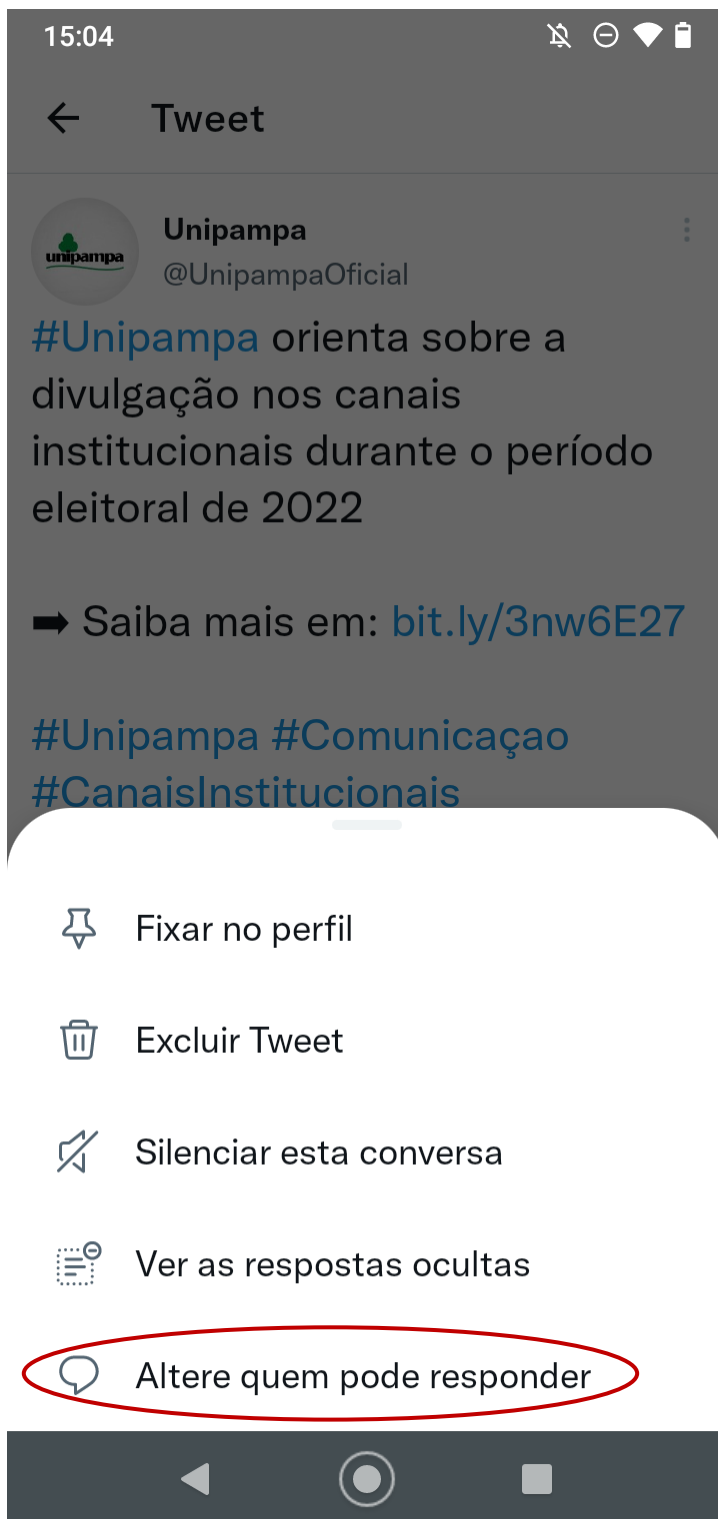 15:04
Tweet
unipampa
Unipampa
@UnipampaOficial
#Unipampa orienta sobre a
divulgação nos canais
institucionais durante o período
eleitoral de 2022
➡ Saiba mais em: bit.ly/3nw6E27
#Unipampa #Comunicaçao
#CanaisInstitucionais
Fixar no perfil
Excluir Tweet
Silenciar esta conversa
Ver as respostas ocultas
Altere quem pode responder